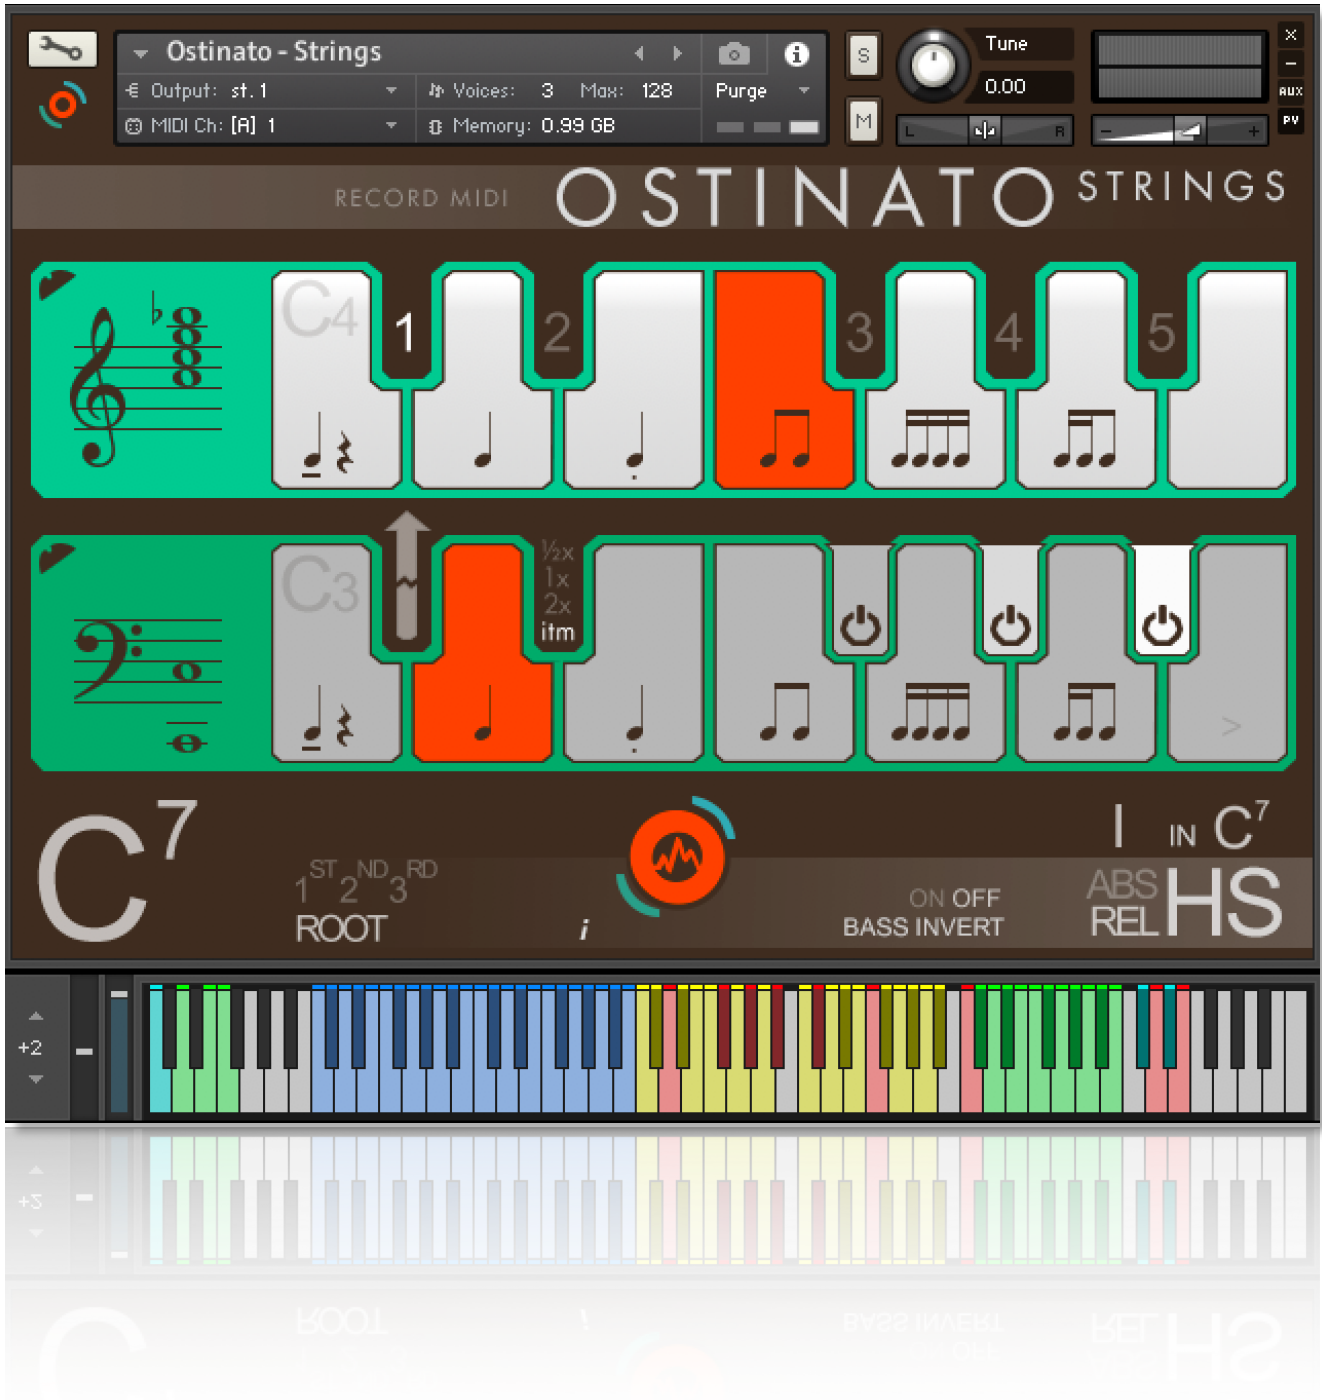 Ostinato - Strings
Output: st. 1
Voices: 3 Max: 128
Purge
MIDI Ch: [A] 1
Memory: 0.99 GB
S
M
Tune
0.00
L
R
-
+
×
-
AUX
PV
RECORD MIDI
OSTINATO STRINGS
C4
1
2
3
4
5
C3
½x
1x
2x
itm
>
C7
1ST 2ND 3RD
ROOT
i
ON OFF
BASS INVERT
I IN C7
ABS
REL
HS
+2